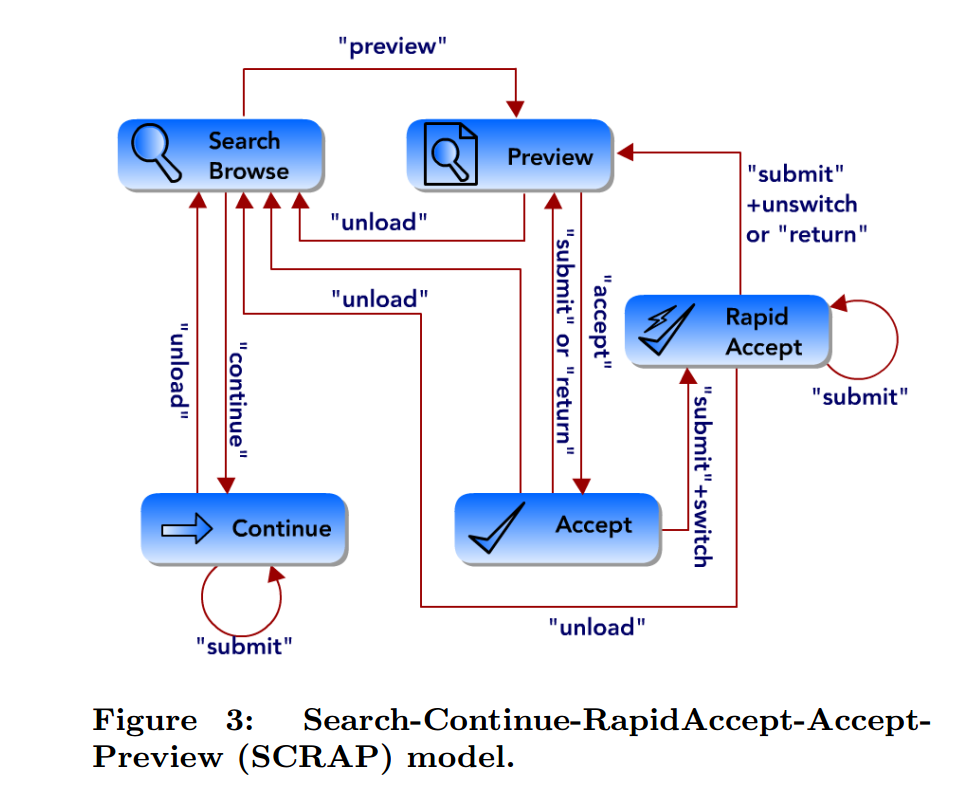 "preview"
Search
Browse
Preview
"submit"
+unswitch
or "return"
"unload"
"unload"
"submit" or "return"
"accept"
Rapid
Accept
"submit"
"unload"
"continue"
"submit"+switch
Continue
Accept
"submit"
"unload"
Figure 3: Search-Continue-RapidAccept-Accept-
Preview (SCRAP) model.